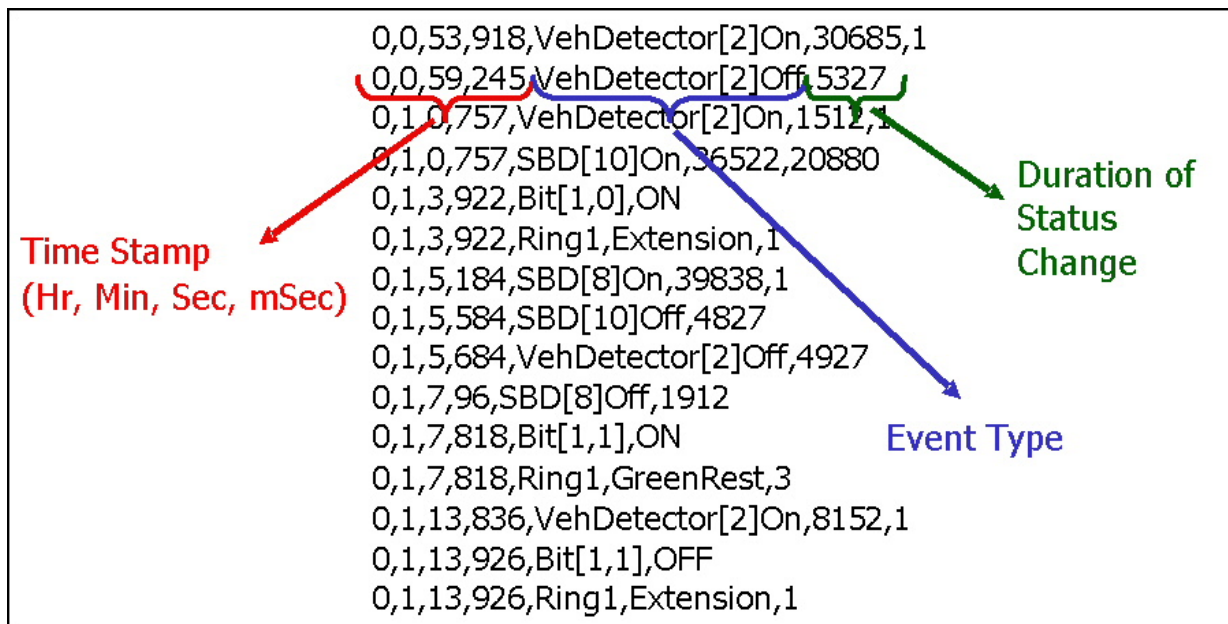 0,0,53,918,VehDetector[2]On,30685,1
0,0,59,245,VehDetector[2]Off,5327
0,1,0,757,VehDetector[2]On,1512,1
0,1,0,757,SBD[10]On,36522,20880
0,1,3,922,Bit[1,0],ON
0,1,3,922,Ring1,Extension,1
0,1,5,184,SBD[8]On,39838,1
0,1,5,584,SBD[10]Off,4827
0,1,5,684,VehDetector[2]Off,4927
0,1,7,96,SBD[8]Off,1912
0,1,7,818,Bit[1,1],ON
0,1,7,818,Ring1,GreenRest,3
0,1,13,836,VehDetector[2]On,8152,1
0,1,13,926,Bit[1,1],OFF
0,1,13,926,Ring1,Extension,1
Time Stamp
(Hr, Min, Sec, mSec)
Duration of
Status
Change
Event Type